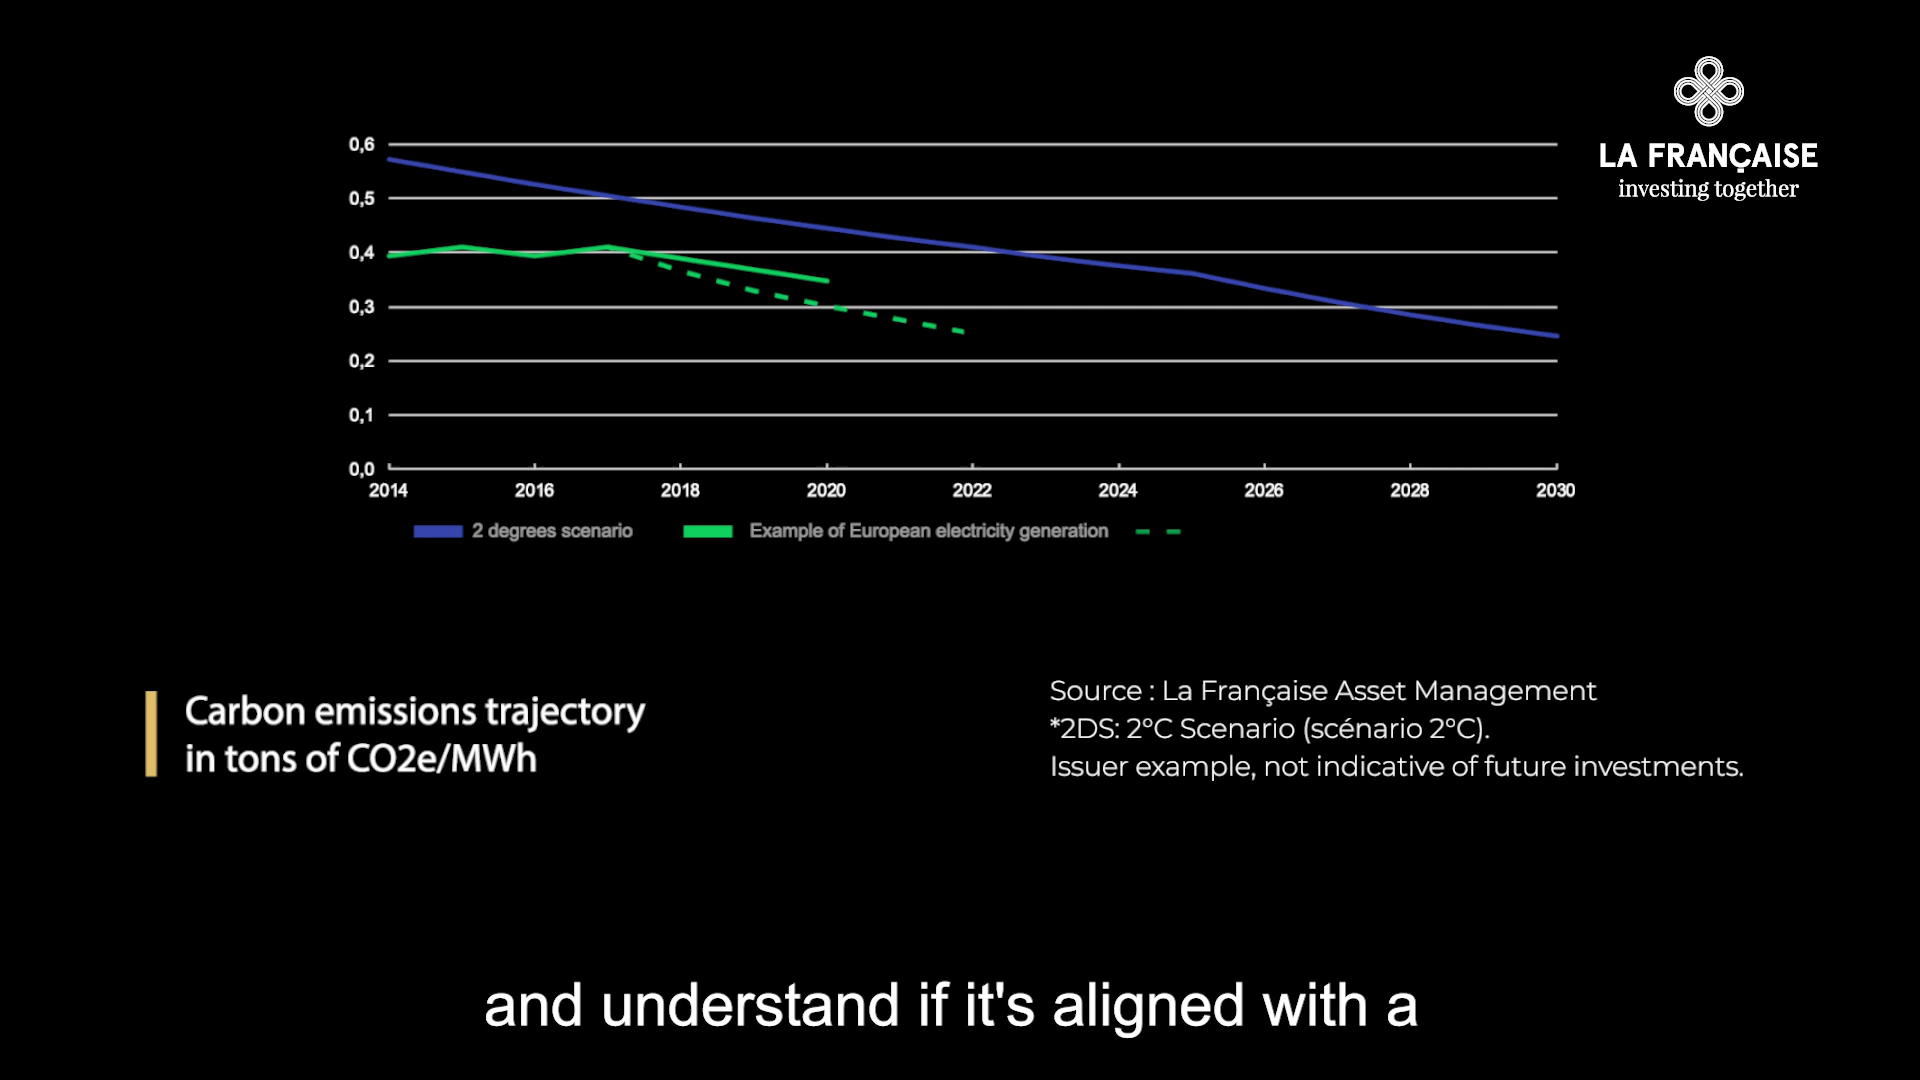 LA FRANÇAISE
investing together
0,6
0,5
0,4
0,3
0,2
0,1
0,0
2014 2016 2018 2020 2022 2024 2026 2028 2030
2 degrees scenario Example of European electricity generation
Carbon emissions trajectory
in tons of CO2e/MWh
Source : La Française Asset Management
*2DS: 2°C Scenario (scénario 2°C).
Issuer example, not indicative of future investments.
and understand if it's aligned with a